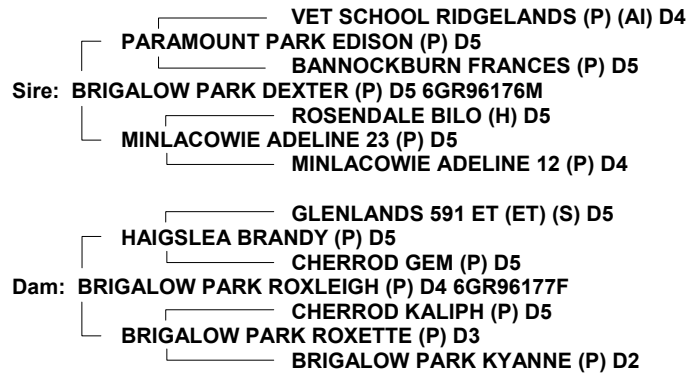 VET SCHOOL RIDGELANDS (P) (AI) D4
PARAMOUNT PARK EDISON (P) D5
BANNOCKBURN FRANCES (P) D5
Sire: BRIGALOW PARK DEXTER (P) D5 6GR96176M
ROSENDALE BILO (H) D5
MINLACOWIE ADELINE 23 (P) D5
MINLACOWIE ADELINE 12 (P) D4
GLENLANDS 591 ET (ET) (S) D5
HAIGSLEA BRANDY (P) D5
CHERROD GEM (P) D5
Dam: BRIGALOW PARK ROXLEIGH (P) D4 6GR96177F
CHERROD KALIPH (P) D5
BRIGALOW PARK ROXETTE (P) D3
BRIGALOW PARK KYANNE (P) D2